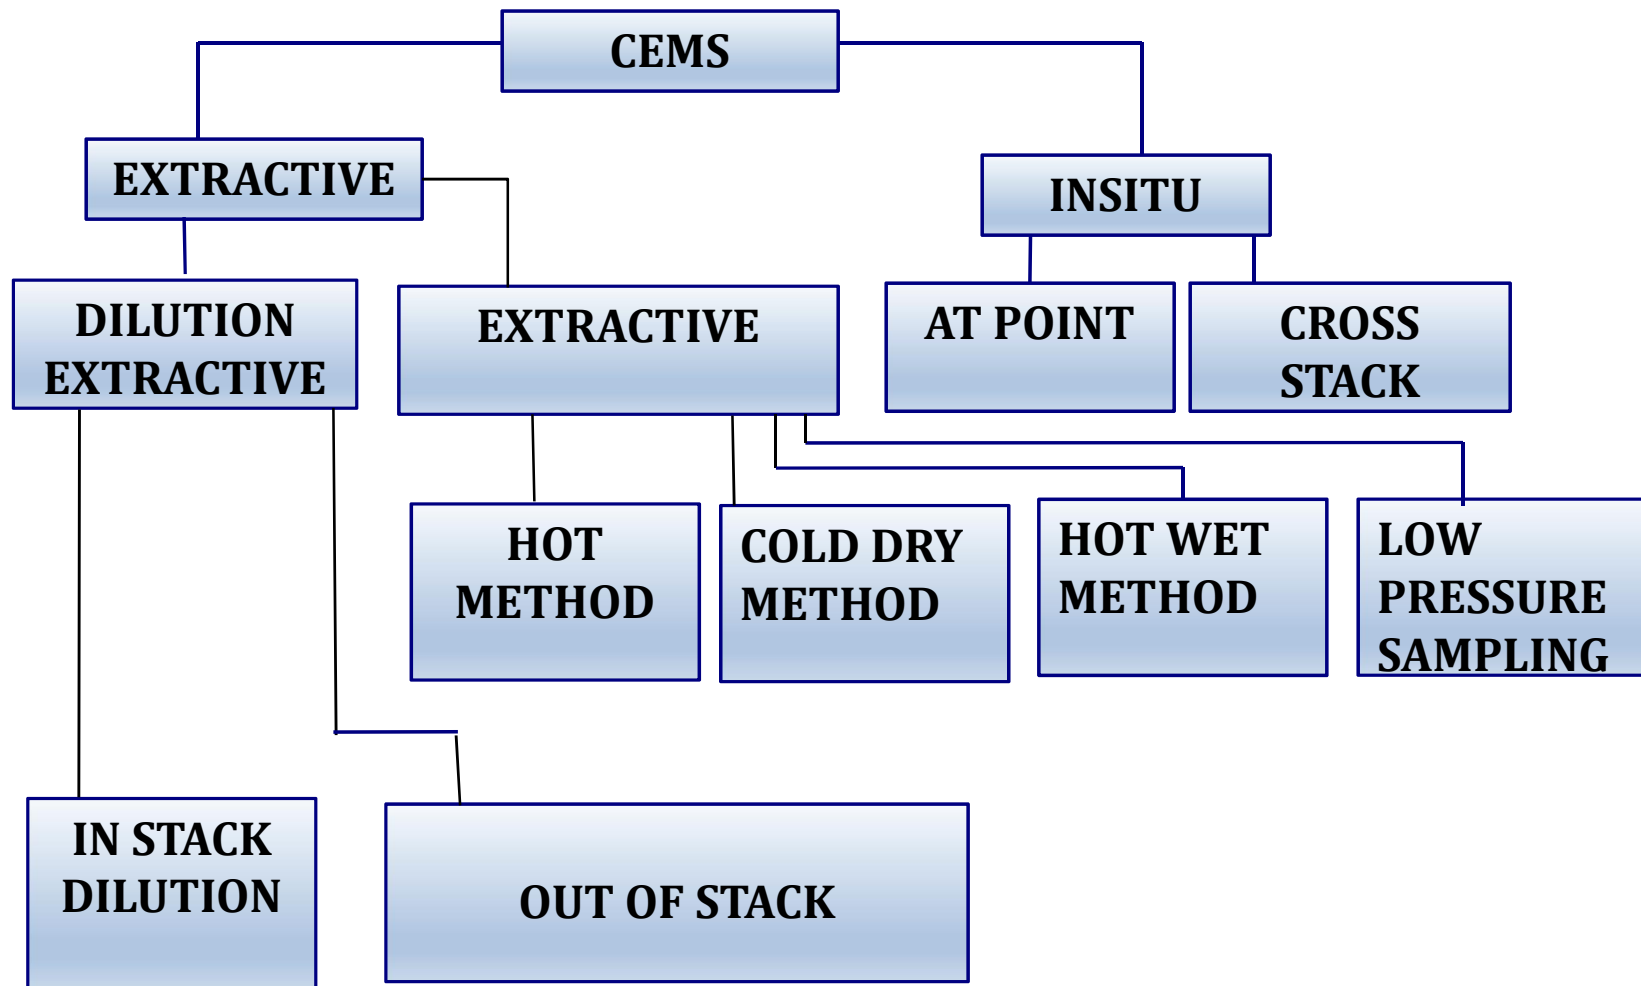 CEMS
EXTRACTIVE
INSITU
DILUTION
EXTRACTIVE
EXTRACTIVE
AT POINT
CROSS
STACK
HOT
METHOD
COLD DRY
METHOD
HOT WET
METHOD
LOW
PRESSURE
SAMPLING
IN STACK
DILUTION
OUT OF STACK